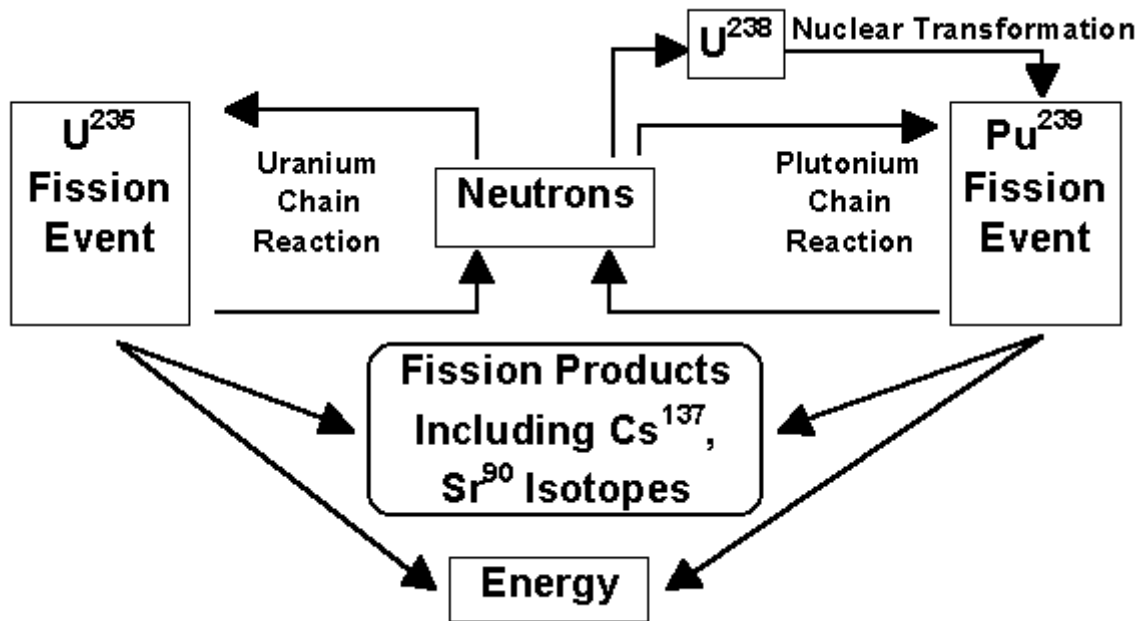 U²³⁸
Nuclear Transformation
U²³⁵
Fission
Event
Uranium
Chain
Reaction
Neutrons
Plutonium
Chain
Reaction
Pu²³⁹
Fission
Event
Fission Products
Including Cs¹³⁷,
Sr⁹⁰ Isotopes
Energy